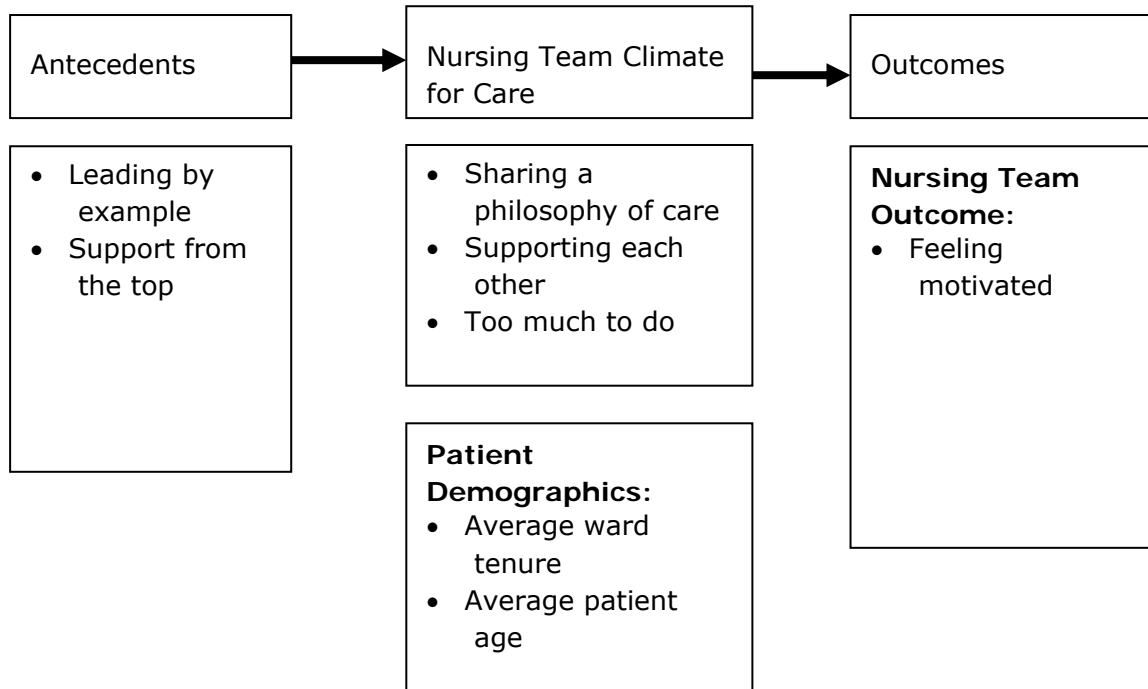 Antecedents
Nursing Team Climate
for Care
Outcomes
• Leading by
example
• Support from
the top
• Sharing a
philosophy of care
• Supporting each
other
• Too much to do
Nursing Team
Outcome:
• Feeling
motivated
Patient
Demographics:
• Average ward
tenure
• Average patient
age